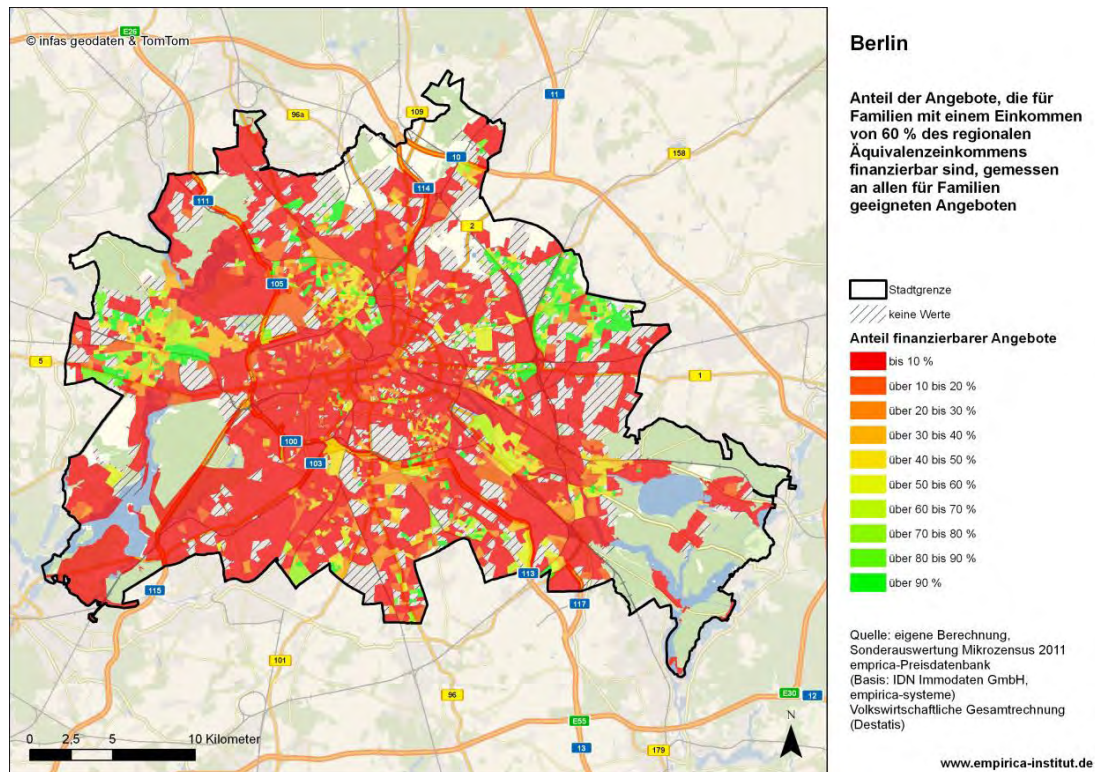 © infas geodaten & TomTom
E26
96a
109
11
10
158
111
114
2
105
5
1
100
103
115
113
117
101
96
E30
12
E55
13
179
N
0 2,5 5 10 Kilometer
Berlin
Anteil der Angebote, die für
Familien mit einem Einkommen
von 60 % des regionalen
Äquivalenzeinkommens
finanzierbar sind, gemessen
an allen für Familien
geeigneten Angeboten
Stadtgrenze
keine Werte
Anteil finanzierbarer Angebote
bis 10 %
über 10 bis 20 %
über 20 bis 30 %
über 30 bis 40 %
über 40 bis 50 %
über 50 bis 60 %
über 60 bis 70 %
über 70 bis 80 %
über 80 bis 90 %
über 90 %
Quelle: eigene Berechnung,
Sonderauswertung Mikrozensus 2011
emprica-Preisdatenbank
(Basis: IDN Immodaten GmbH,
empirica-systeme)
Volkswirtschaftliche Gesamtrechnung
(Destatis)
www.empirica-institut.de